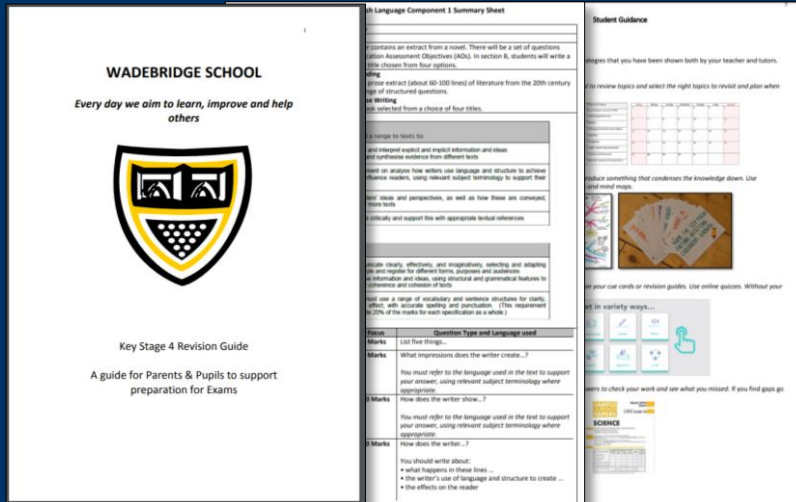 WADEBRIDGE SCHOOL
Every day we aim to learn, improve and help
others
Key Stage 4 Revision Guide
A guide for Parents & Pupils to support
preparation for Exams
1
sh Language Component 1 Summary Sheet
r contains an extract from a novel. There will be a set of questions
ication Assessment Objectives (AOs). In section B, students will write a
title chosen from four options.
ding
prose extract (about 60-100 lines) of literature from the 20th century
nge of structured questions.
se Writing
ask selected from a choice of four titles.
d a range to texts to:
and interpret explicit and implicit information and ideas
and synthesise evidence from different texts
ment on analyse how writers use language and structure to achieve
nfluence readers, using relevant subject terminology to support their
ters' ideas and perspectives, as well as how these are conveyed,
more texts
s critically and support this with appropriate textual references
unicate clearly, effectively, and imaginatively, selecting and adapting
yle and register for different forms, purposes and audiences
e information and ideas, using structural and grammatical features to
coherence and cohesion of texts
must use a range of vocabulary and sentence structures for clarity,
effect, with accurate spelling and punctuation. (This requirement
te 20% of the marks for each specification as a whole.)
Focus Question Type and Language used
Marks List five things...
Marks What impressions does the writer create...?
You must refer to the language used in the text to support
your answer, using relevant subject terminology where
appropriate.
0 Marks How does the writer show...?
You must refer to the language used in the text to support
your answer, using relevant subject terminology where
appropriate.
0 Marks How does the writer...?
You should write about:
• what happens in these lines ...
• the writer's use of language and structure to create ...
• the effects on the reader
Student Guidance
ategies that you have been shown both by your teacher and tutors.
d to review topics and select the right topics to revisit and plan when
roduce something that condenses the knowledge down. Use
and mind maps.
n your cue cards or revision guides. Use online quizzes. Without your
et in variety ways...
wers to check your work and see what you missed. If you find gaps go
SAMPLE
PAPERS
SCIENCE